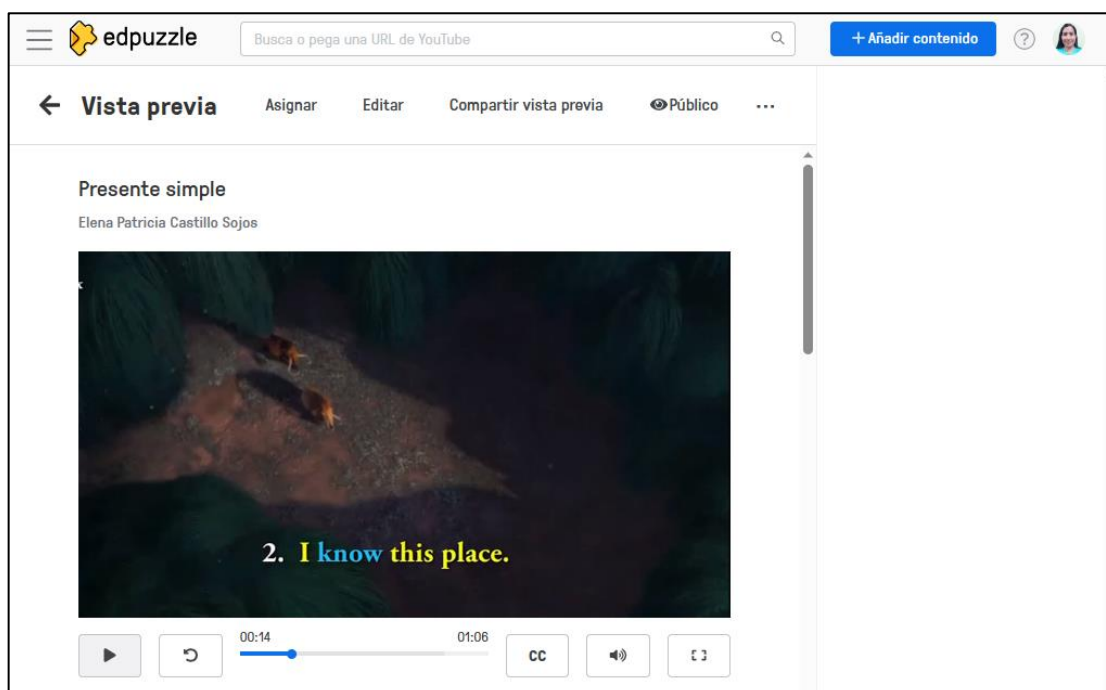 edpuzzle
Busca o pega una URL de YouTube
+ Añadir contenido
?
Vista previa
Asignar
Editar
Compartir vista previa
Público
...
Presente simple
Elena Patricia Castillo Sojos
2. I know this place.
00:14
01:06
CC